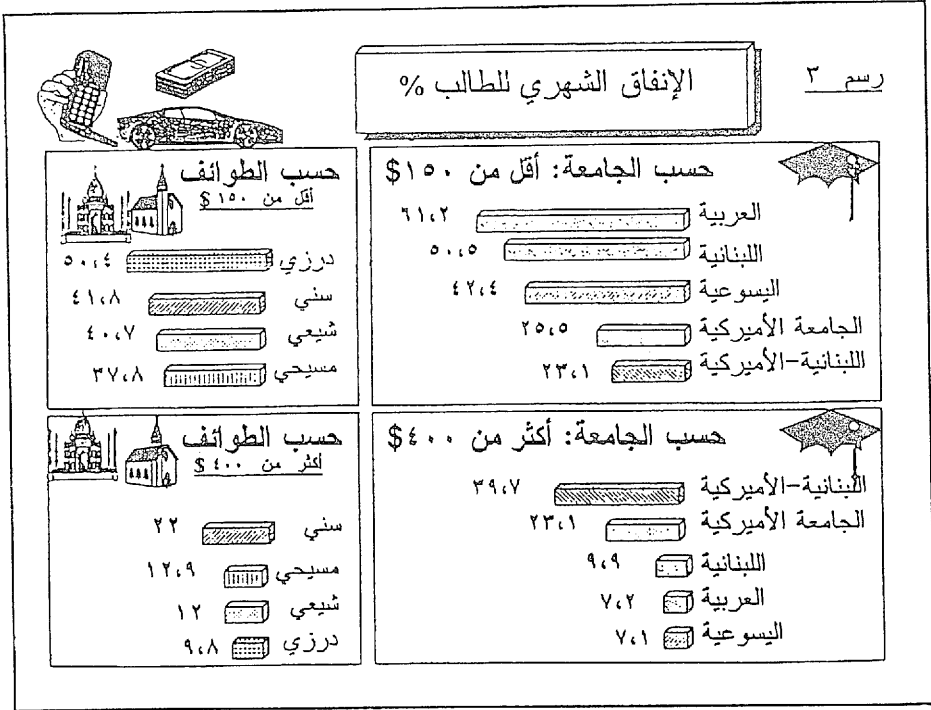 رسم ٣
الإنفاق الشهري للطالب %
حسب الجامعة: أقل من ١٥٠$
العربية ٦١،٢
اللبنانية ٥٠،٥
اليسوعية ٤٢،٤
الجامعة الأميركية ٢٥،٥
اللبنانية-الأميركية ٢٣،١
حسب الطوائف
أقل من ١٥٠ $
درزي ٥٠،٤
سني ٤١،٨
شيعي ٤٠،٧
مسيحي ٣٧،٨
حسب الجامعة: أكثر من ٤٠٠$
اللبنانية-الأميركية ٣٩،٧
الجامعة الأميركية ٢٣،١
اللبنانية ٩،٩
العربية ٧،٢
اليسوعية ٧،١
حسب الطوائف
أكثر من ٤٠٠ $
سني ٢٢
مسيحي ١٢،٩
شيعي ١٢
درزي ٩،٨